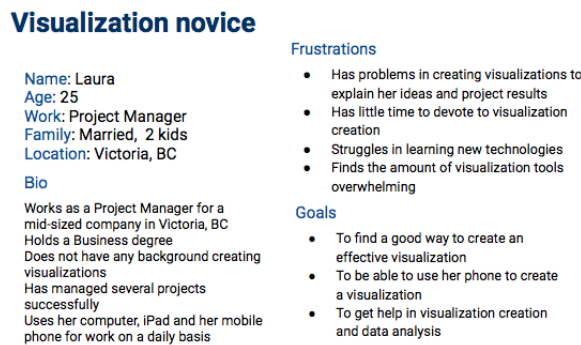 Visualization novice
Name: Laura
Age: 25
Work: Project Manager
Family: Married, 2 kids
Location: Victoria, BC
Bio
Works as a Project Manager for a
mid-sized company in Victoria, BC
Holds a Business degree
Does not have any background creating
visualizations
Has managed several projects
successfully
Uses her computer, iPad and her mobile
phone for work on a daily basis
Frustrations
● Has problems in creating visualizations to
explain her ideas and project results
● Has little time to devote to visualization
creation
● Struggles in learning new technologies
● Finds the amount of visualization tools
overwhelming
Goals
● To find a good way to create an
effective visualization
● To be able to use her phone to create
a visualization
● To get help in visualization creation
and data analysis